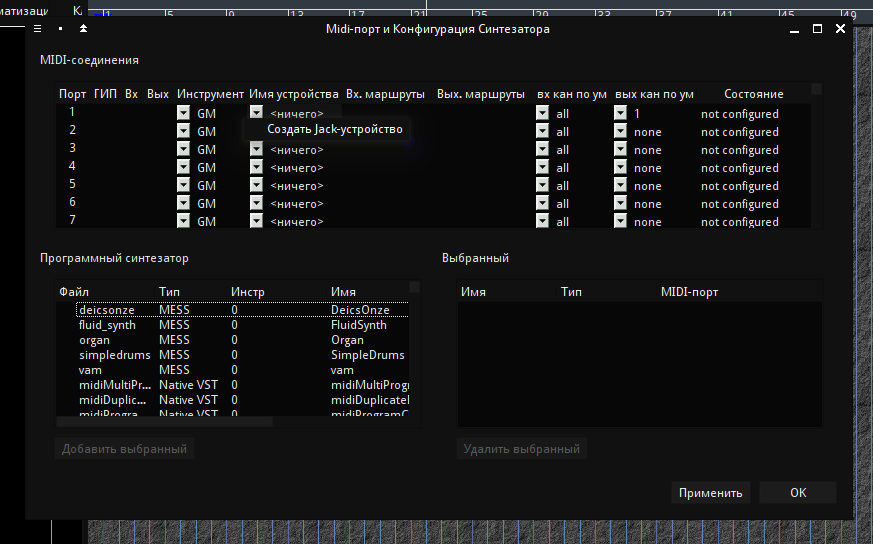 матизаци Ка 1 5 9 13 17 21 25 29 33 37 41 45 49
Midi-порт и Конфигурация Синтезатора
MIDI-соединения
Порт ГИП Вх Вых Инструмент Имя устройства Вх. маршруты Вых. маршруты вх кан по ум вых кан по ум Состояние
1 GM <ничего> all 1 not configured
Создать Jack-устройство
2 GM all none not configured
3 GM <ничего> all none not configured
4 GM <ничего> all none not configured
5 GM <ничего> all none not configured
6 GM <ничего> all none not configured
7 GM <ничего> all none not configured
Программный синтезатор
Файл Тип Инстр Имя
deicsonze MESS 0 DeicsOnze
fluid_synth MESS 0 FluidSynth
organ MESS 0 Organ
simpledrums MESS 0 SimpleDrums
vam MESS 0 vam
midiMultiPr... Native VST 0 midiMultiProgr
midiDuplic... Native VST 0 midiDuplicatel
midiProgra... Native VST 0 midiProgramC
Добавить выбранный
Выбранный
Имя Тип MIDI-порт
Удалить выбранный
Применить OK